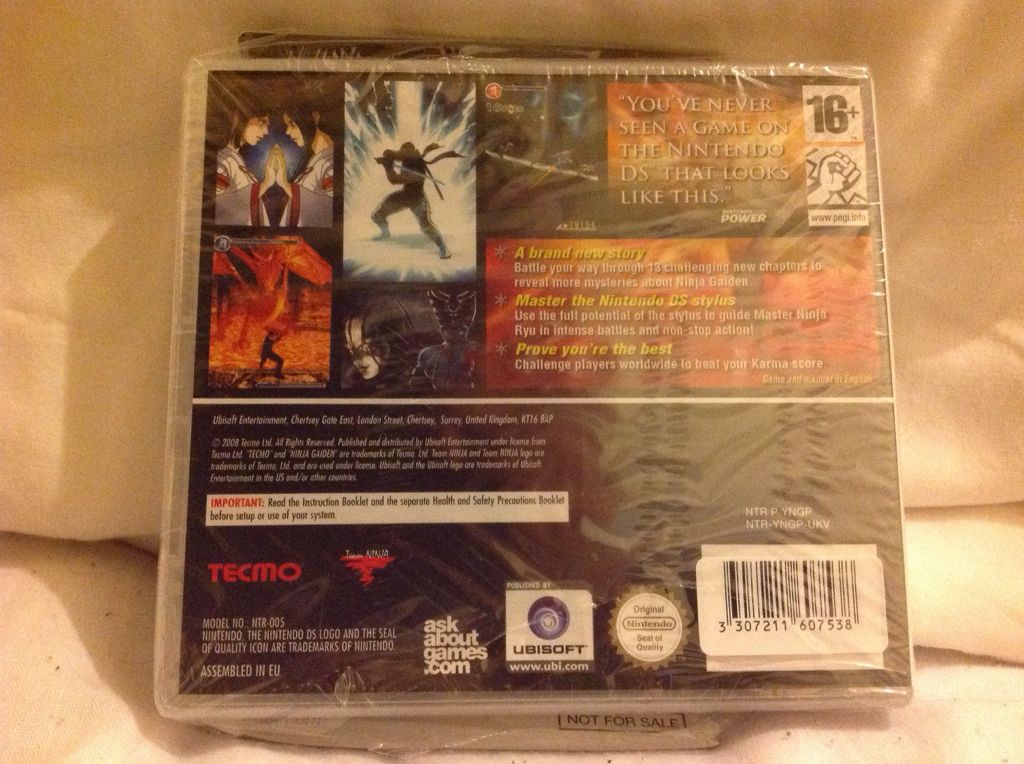 "YOU'VE NEVER
SEEN A GAME ON
THE NINTENDO
DS THAT LOOKS
LIKE THIS."
NINTENDO
POWER
16+
www.pegi.info
A brand new story
Battle your way through 13 challenging new chapters to
reveal more mysteries about Ninja Gaiden.
Master the Nintendo DS stylus
Use the full potential of the stylus to guide Master Ninja
Ryu in intense battles and non-stop action!
Prove you're the best
Challenge players worldwide to beat your Karma score.
Game and manual in English
Ubisoft Entertainment, Chertsey Gate East, London Street, Chertsey, Surrey, United Kingdom, KT16 8AP
© 2008 Tecmo Ltd. All Rights Reserved. Published and distributed by Ubisoft Entertainment under license from
Tecmo Ltd. "TECMO" and "NINJA GAIDEN" are trademarks of Tecmo, Ltd. Team NINJA and Team NINJA logo are
trademarks of Tecmo, Ltd. and are used under license. Ubisoft and the Ubisoft logo are trademarks of Ubisoft
Entertainment in the US and/or other countries.
IMPORTANT: Read the Instruction Booklet and the separate Health and Safety Precautions Booklet
before setup or use of your system.
NTR P YNGP
NTR-YNGP-UKV
TECMO
Team NINJA
MODEL NO.: NTR-005
NINTENDO, THE NINTENDO DS LOGO AND THE SEAL
OF QUALITY ICON ARE TRADEMARKS OF NINTENDO.
ASSEMBLED IN EU
ask
about
games
.com
PUBLISHED BY
UBISOFT
www.ubi.com
Original
Nintendo
Seal of
Quality
3 307211 607538
NOT FOR SALE